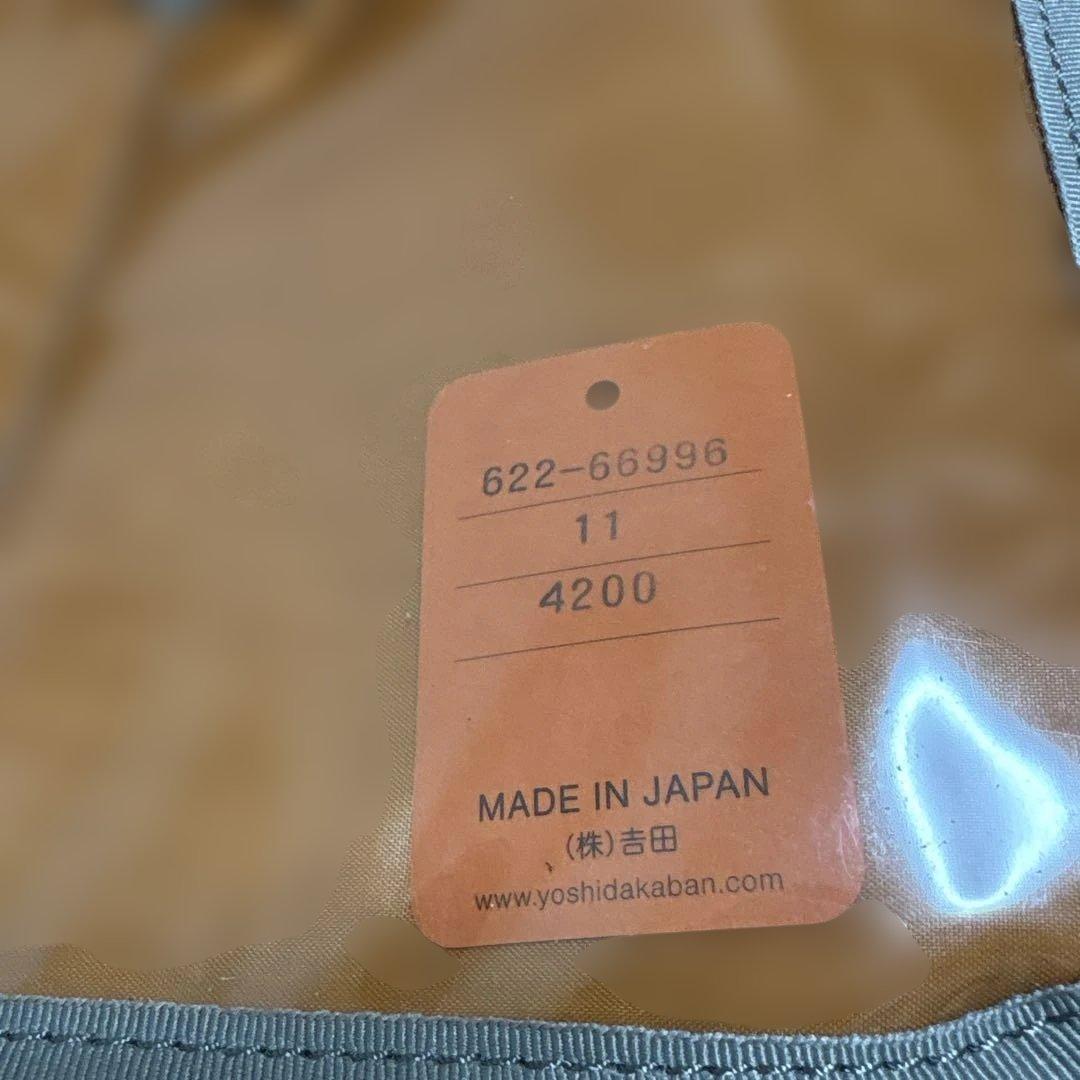 622-66996
11
4200
MADE IN JAPAN
(株)吉田
www.yoshidakaban.com